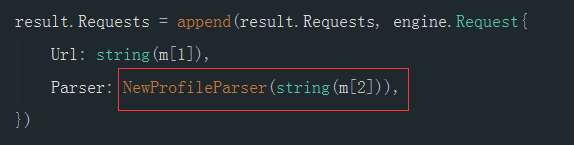 result.Requests = append(result.Requests, engine.Request{
Url: string(m[1]),
Parser: NewProfileParser(string(m[2])),
})